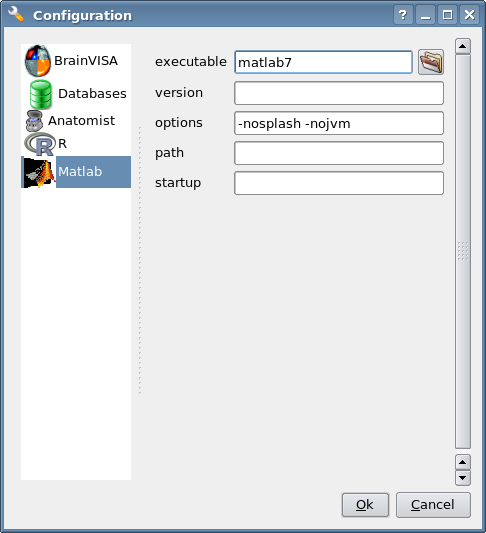 Configuration
BrainVISA
Databases
Anatomist
R
Matlab
executable matlab7
version
options -nosplash -nojvm
path
startup
Ok Cancel